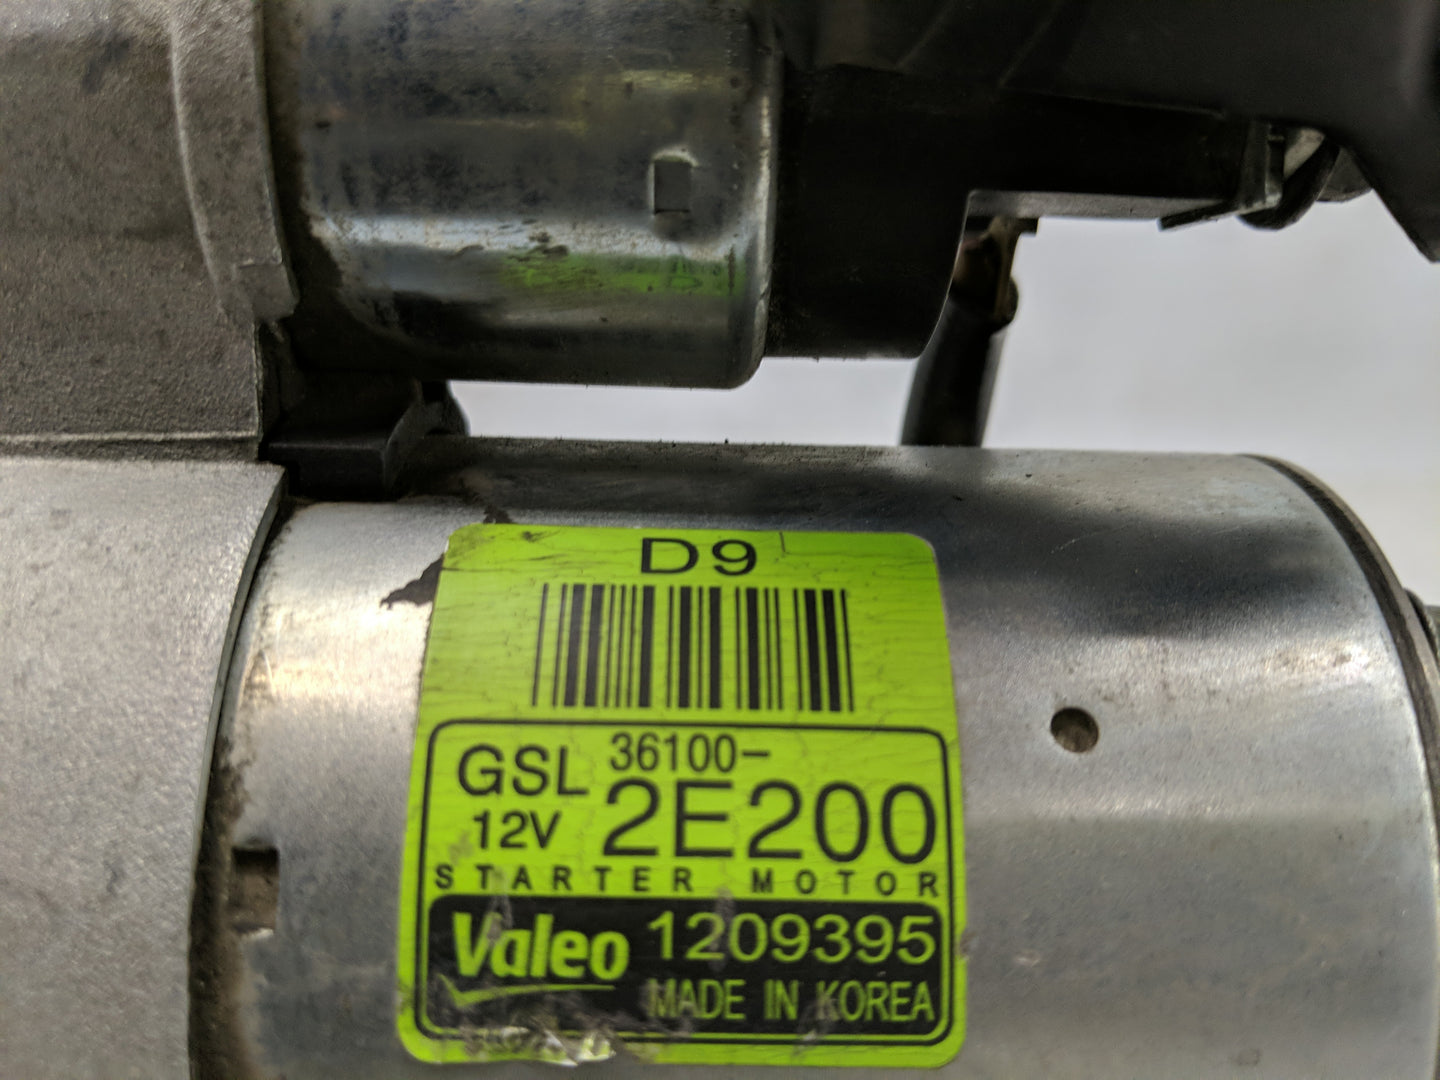 D9
GSL 36100-
12V 2E200
STARTER MOTOR
Valeo 1209395
MADE IN KOREA